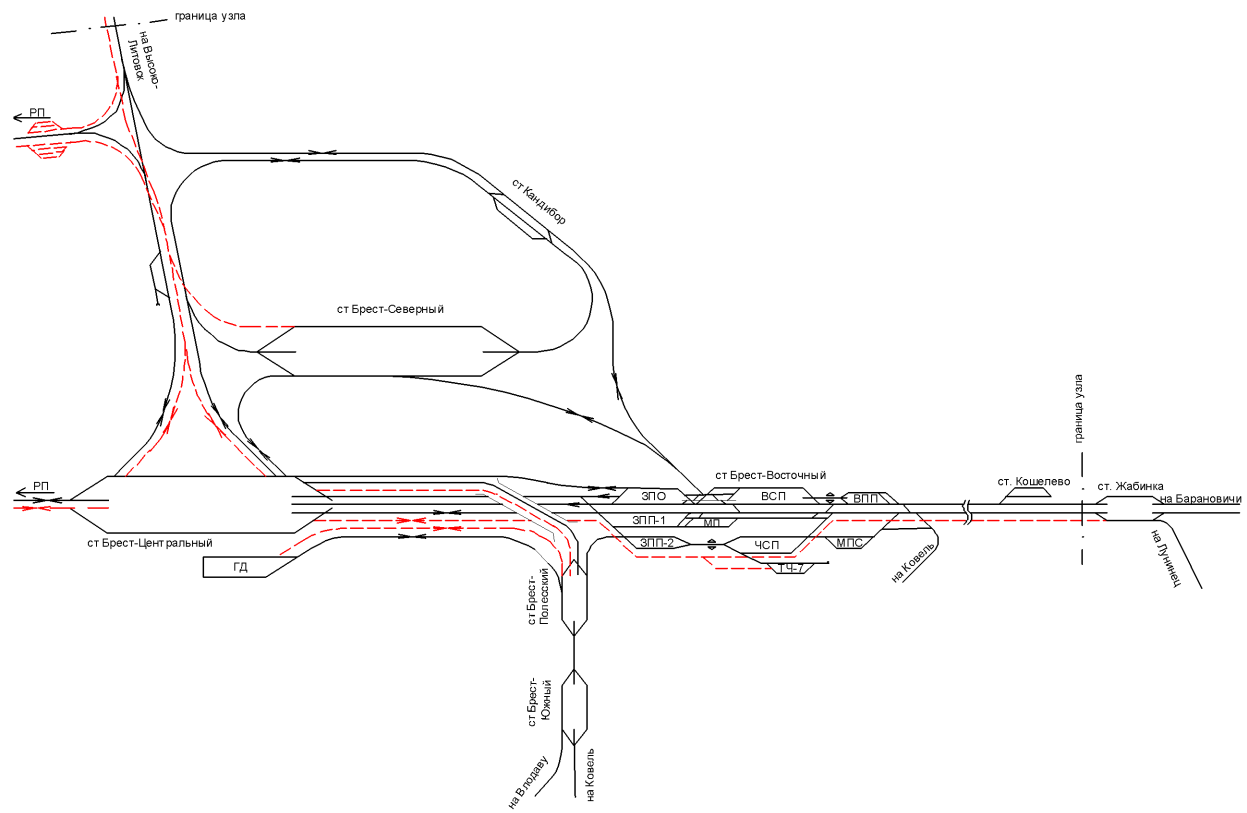 граница узла
на Высоко-
Литовск
РП
ст Кандибор
ст Брест-Северный
граница узла
ст Брест-Восточный
ст. Кошелево
ст. Жабинка
РП
ЗПО
ВСП
ВПП
на Барановичи
ЗПП-1
МП
ст Брест-Центральный
ЗПП-2
ЧСП
МПС
на Ковель
на Лунинец
ГД
ТЧ-7
ст Брест-
Полесский
ст Брест-
Южный
на Влодаву
на Ковель